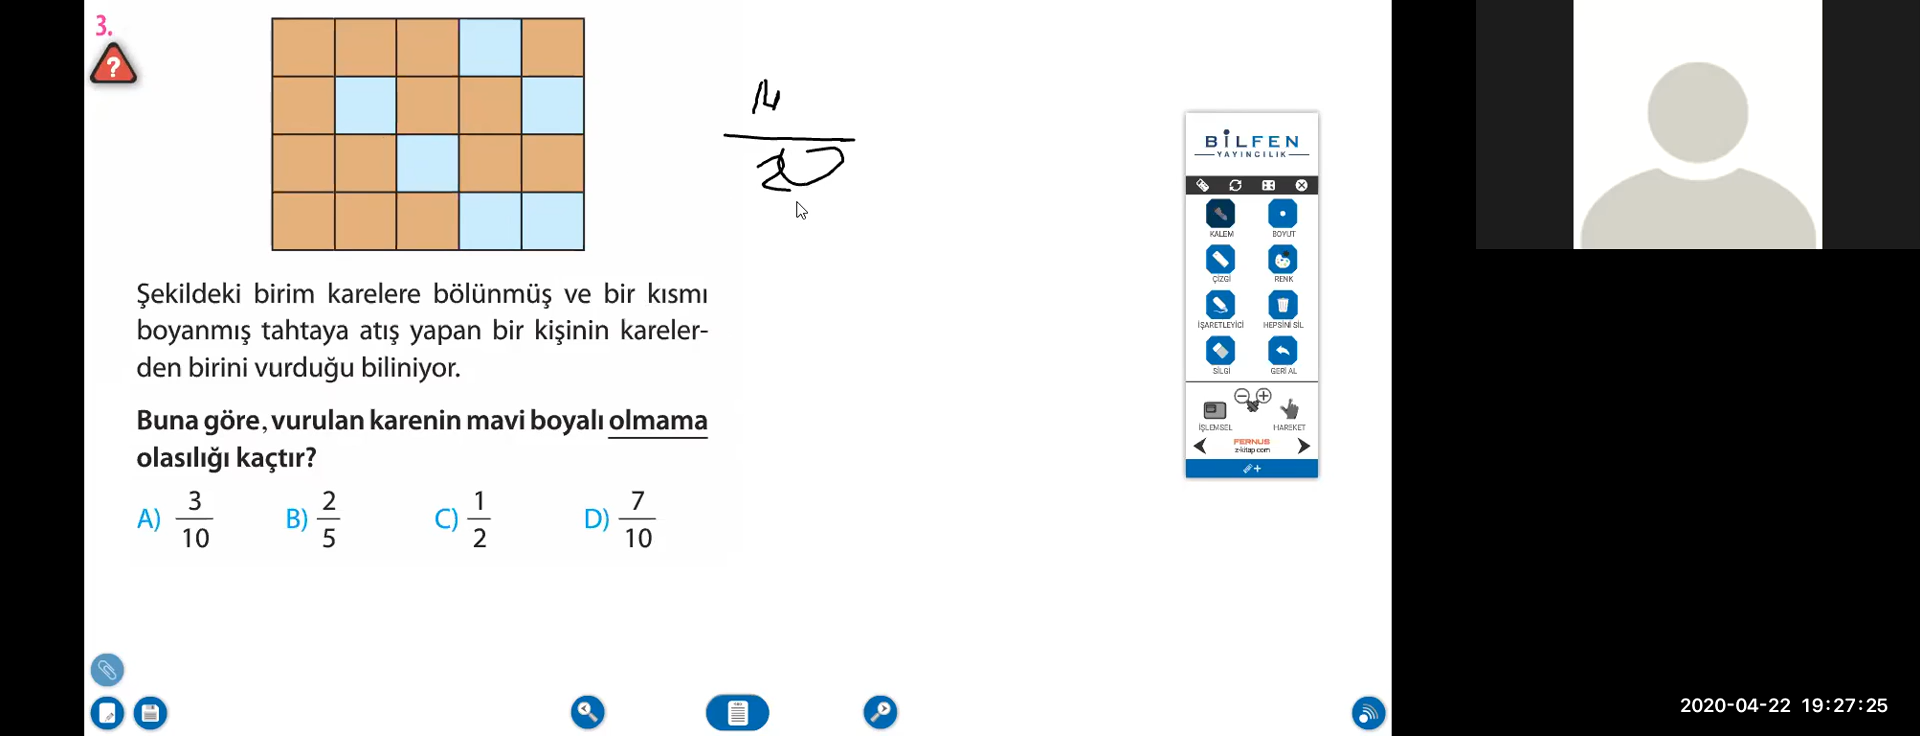 3.
?
14
20
Şekildeki birim karelere bölünmüş ve bir kısmı
boyanmış tahtaya atış yapan bir kişinin kareler-
den birini vurduğu biliniyor.
Buna göre, vurulan karenin mavi boyalı olmama
olasılığı kaçtır?
A) 3/10 B) 2/5 C) 1/2 D) 7/10
BİLFEN
YAYINCILIK
KALEM BOYUT
ÇİZGİ RENK
İŞARETLEYİCİ HEPSİNİ SİL
SİLGİ GERİ AL
İŞLEMSEL HAREKET
FERNUS
z-kitap.com
2020-04-22 19:27:25